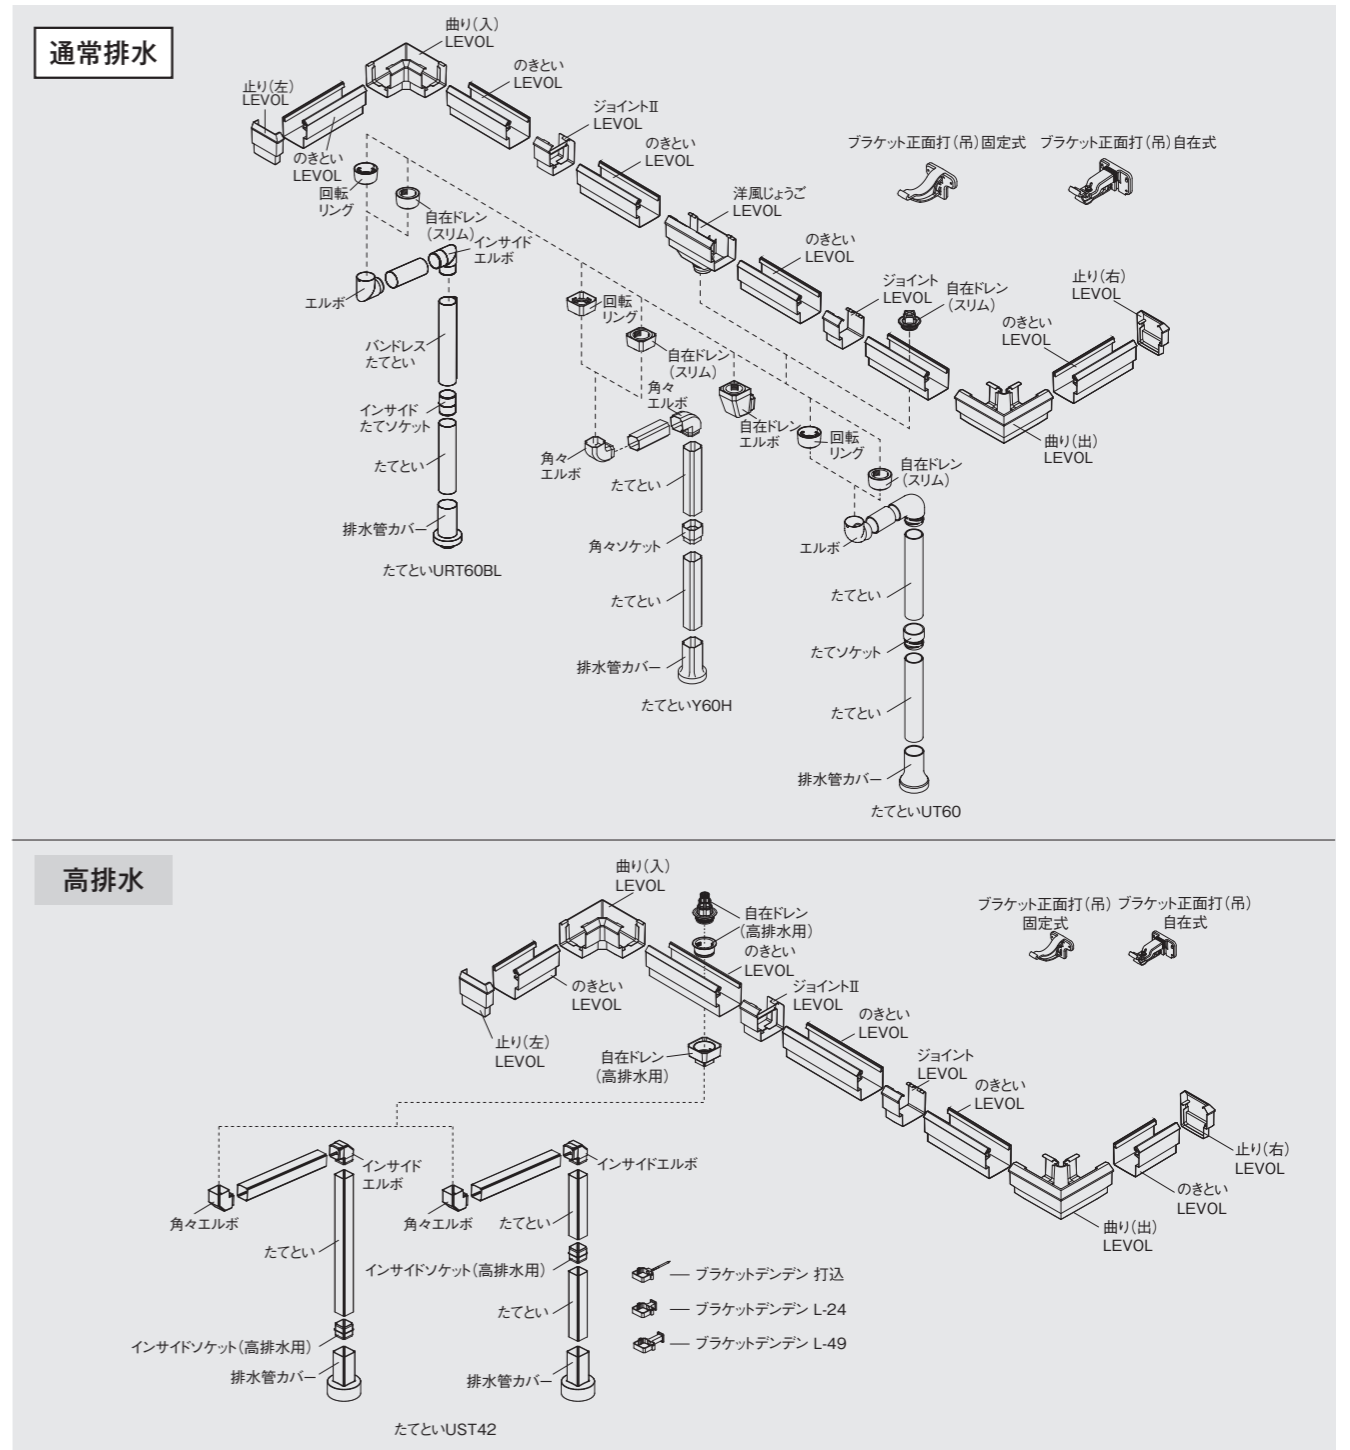 通常排水
曲り(入)
LEVOL
のきとい
LEVOL
止り(左)
LEVOL
ジョイントⅡ
LEVOL
のきとい
LEVOL
ブラケット正面打(吊)固定式
ブラケット正面打(吊)自在式
のきとい
LEVOL
回転
リング
洋風じょうご
LEVOL
自在ドレン
(スリム)
インサイド
エルボ
のきとい
LEVOL
エルボ
ジョイント
LEVOL
自在ドレン
(スリム)
止り(右)
LEVOL
回転
リング
のきとい
LEVOL
バンドレス
たてとい
自在ドレン
(スリム)
角々
エルボ
インサイド
たてソケット
自在ドレン
エルボ
回転
リング
曲り(出)
LEVOL
たてとい
角々
エルボ
たてとい
自在ドレン
(スリム)
排水管カバー
角々ソケット
エルボ
たてといURT60BL
たてとい
たてとい
たてソケット
排水管カバー
たてといY60H
たてとい
排水管カバー
たてといUT60
高排水
曲り(入)
LEVOL
自在ドレン
(高排水用)
のきとい
LEVOL
ブラケット正面打(吊)
固定式
ブラケット正面打(吊)
自在式
のきとい
LEVOL
ジョイントⅡ
LEVOL
のきとい
LEVOL
止り(左)
LEVOL
自在ドレン
(高排水用)
ジョイント
LEVOL
のきとい
LEVOL
インサイド
エルボ
インサイドエルボ
止り(右)
LEVOL
のきとい
LEVOL
角々エルボ
角々エルボ
たてとい
曲り(出)
LEVOL
たてとい
インサイドソケット(高排水用)
ブラケットデンデン 打込
たてとい
ブラケットデンデン L-24
インサイドソケット(高排水用)
ブラケットデンデン L-49
排水管カバー
排水管カバー
たてといUST42